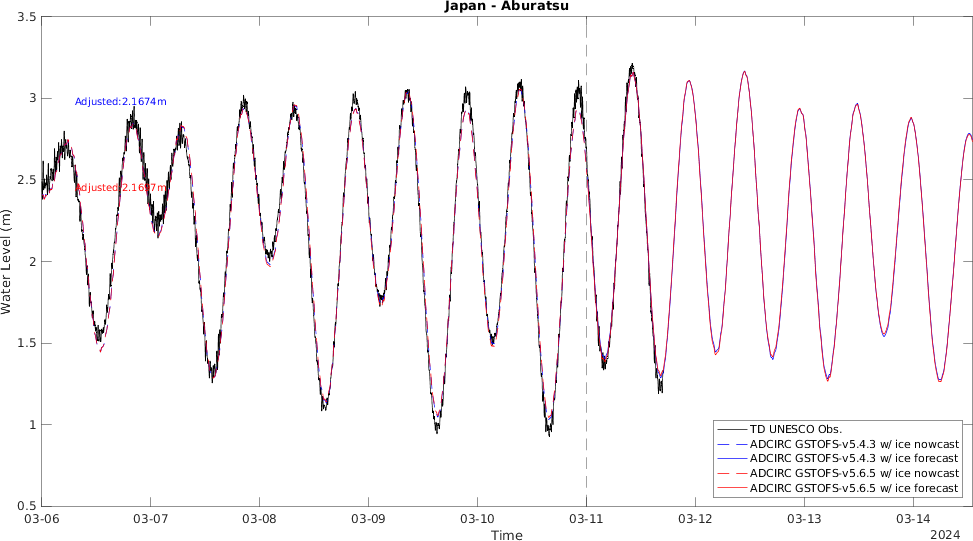 Japan - Aburatsu
3.5
3
2.5
2
1.5
1
0.5
Water Level (m)
Adjusted:2.1674m
Adjusted:2.1697m
TD UNESCO Obs.
ADCIRC GSTOFS-v5.4.3 w/ ice nowcast
ADCIRC GSTOFS-v5.4.3 w/ ice forecast
ADCIRC GSTOFS-v5.6.5 w/ ice nowcast
ADCIRC GSTOFS-v5.6.5 w/ ice forecast
03-06 03-07 03-08 03-09 03-10 03-11 03-12 03-13 03-14
Time
2024